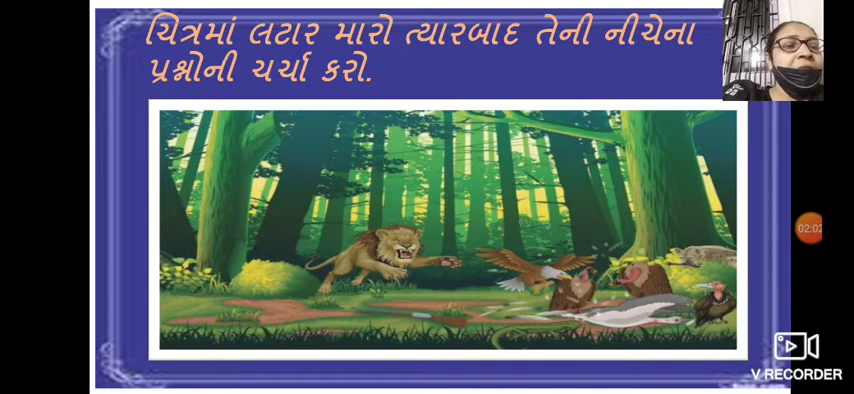 ચિત્રમાં લટાર મારો ત્યારબાદ તેની નીચેના
પ્રશ્નોની ચર્ચા કરો.
02:02
V RECORDER